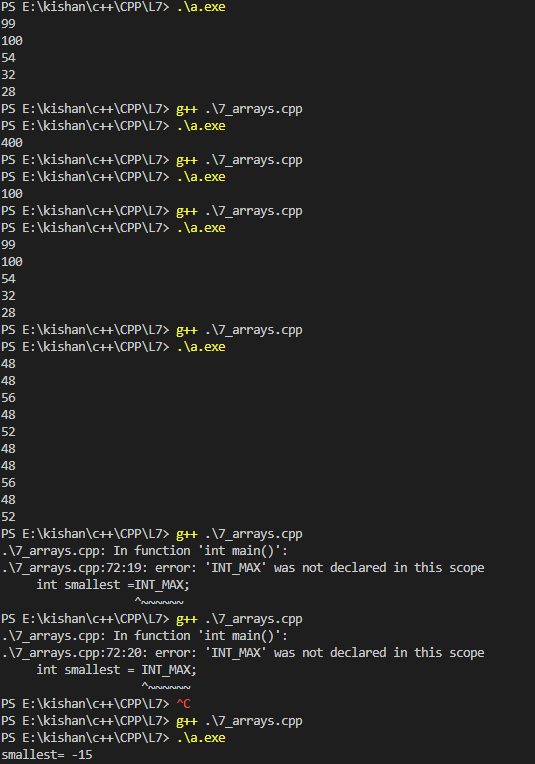 PS E:\kishan\c++\CPP\L7> .\a.exe
99
100
54
32
28
PS E:\kishan\c++\CPP\L7> g++ .\7_arrays.cpp
PS E:\kishan\c++\CPP\L7> .\a.exe
400
PS E:\kishan\c++\CPP\L7> g++ .\7_arrays.cpp
PS E:\kishan\c++\CPP\L7> .\a.exe
100
PS E:\kishan\c++\CPP\L7> g++ .\7_arrays.cpp
PS E:\kishan\c++\CPP\L7> .\a.exe
99
100
54
32
28
PS E:\kishan\c++\CPP\L7> g++ .\7_arrays.cpp
PS E:\kishan\c++\CPP\L7> .\a.exe
48
48
56
48
52
48
48
56
48
52
PS E:\kishan\c++\CPP\L7> g++ .\7_arrays.cpp
.\7_arrays.cpp: In function 'int main()':
.\7_arrays.cpp:72:19: error: 'INT_MAX' was not declared in this scope
     int smallest =INT_MAX;
                   ^~~~~~~
PS E:\kishan\c++\CPP\L7> g++ .\7_arrays.cpp
.\7_arrays.cpp: In function 'int main()':
.\7_arrays.cpp:72:20: error: 'INT_MAX' was not declared in this scope
     int smallest = INT_MAX;
                    ^~~~~~~
PS E:\kishan\c++\CPP\L7> ^C
PS E:\kishan\c++\CPP\L7> g++ .\7_arrays.cpp
PS E:\kishan\c++\CPP\L7> .\a.exe
smallest= -15